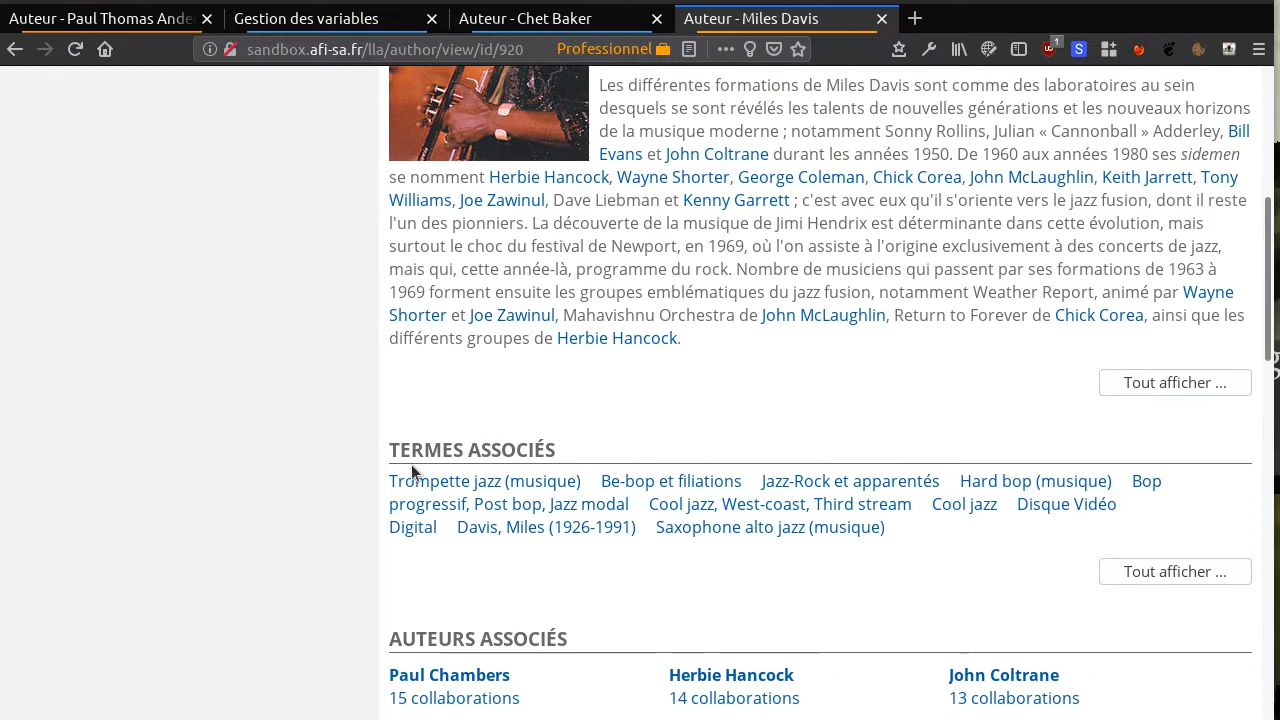 Auteur - Paul Thomas Ande
Gestion des variables
Auteur - Chet Baker
Auteur - Miles Davis
sandbox.afi-sa.fr/lla/author/view/id/920
Professionnel
1
S
Les différentes formations de Miles Davis sont comme des laboratoires au sein
desquels se sont révélés les talents de nouvelles générations et les nouveaux horizons
de la musique moderne ; notamment Sonny Rollins, Julian « Cannonball » Adderley, Bill
Evans et John Coltrane durant les années 1950. De 1960 aux années 1980 ses sidemen
se nomment Herbie Hancock, Wayne Shorter, George Coleman, Chick Corea, John McLaughlin, Keith Jarrett, Tony
Williams, Joe Zawinul, Dave Liebman et Kenny Garrett ; c'est avec eux qu'il s'oriente vers le jazz fusion, dont il reste
l'un des pionniers. La découverte de la musique de Jimi Hendrix est déterminante dans cette évolution, mais
surtout le choc du festival de Newport, en 1969, où l'on assiste à l'origine exclusivement à des concerts de jazz,
mais qui, cette année-là, programme du rock. Nombre de musiciens qui passent par ses formations de 1963 à
1969 forment ensuite les groupes emblématiques du jazz fusion, notamment Weather Report, animé par Wayne
Shorter et Joe Zawinul, Mahavishnu Orchestra de John McLaughlin, Return to Forever de Chick Corea, ainsi que les
différents groupes de Herbie Hancock.
Tout afficher ...
TERMES ASSOCIÉS
Trompette jazz (musique) Be-bop et filiations Jazz-Rock et apparentés Hard bop (musique) Bop
progressif, Post bop, Jazz modal Cool jazz, West-coast, Third stream Cool jazz Disque Vidéo
Digital Davis, Miles (1926-1991) Saxophone alto jazz (musique)
Tout afficher ...
AUTEURS ASSOCIÉS
Paul Chambers Herbie Hancock John Coltrane
15 collaborations 14 collaborations 13 collaborations